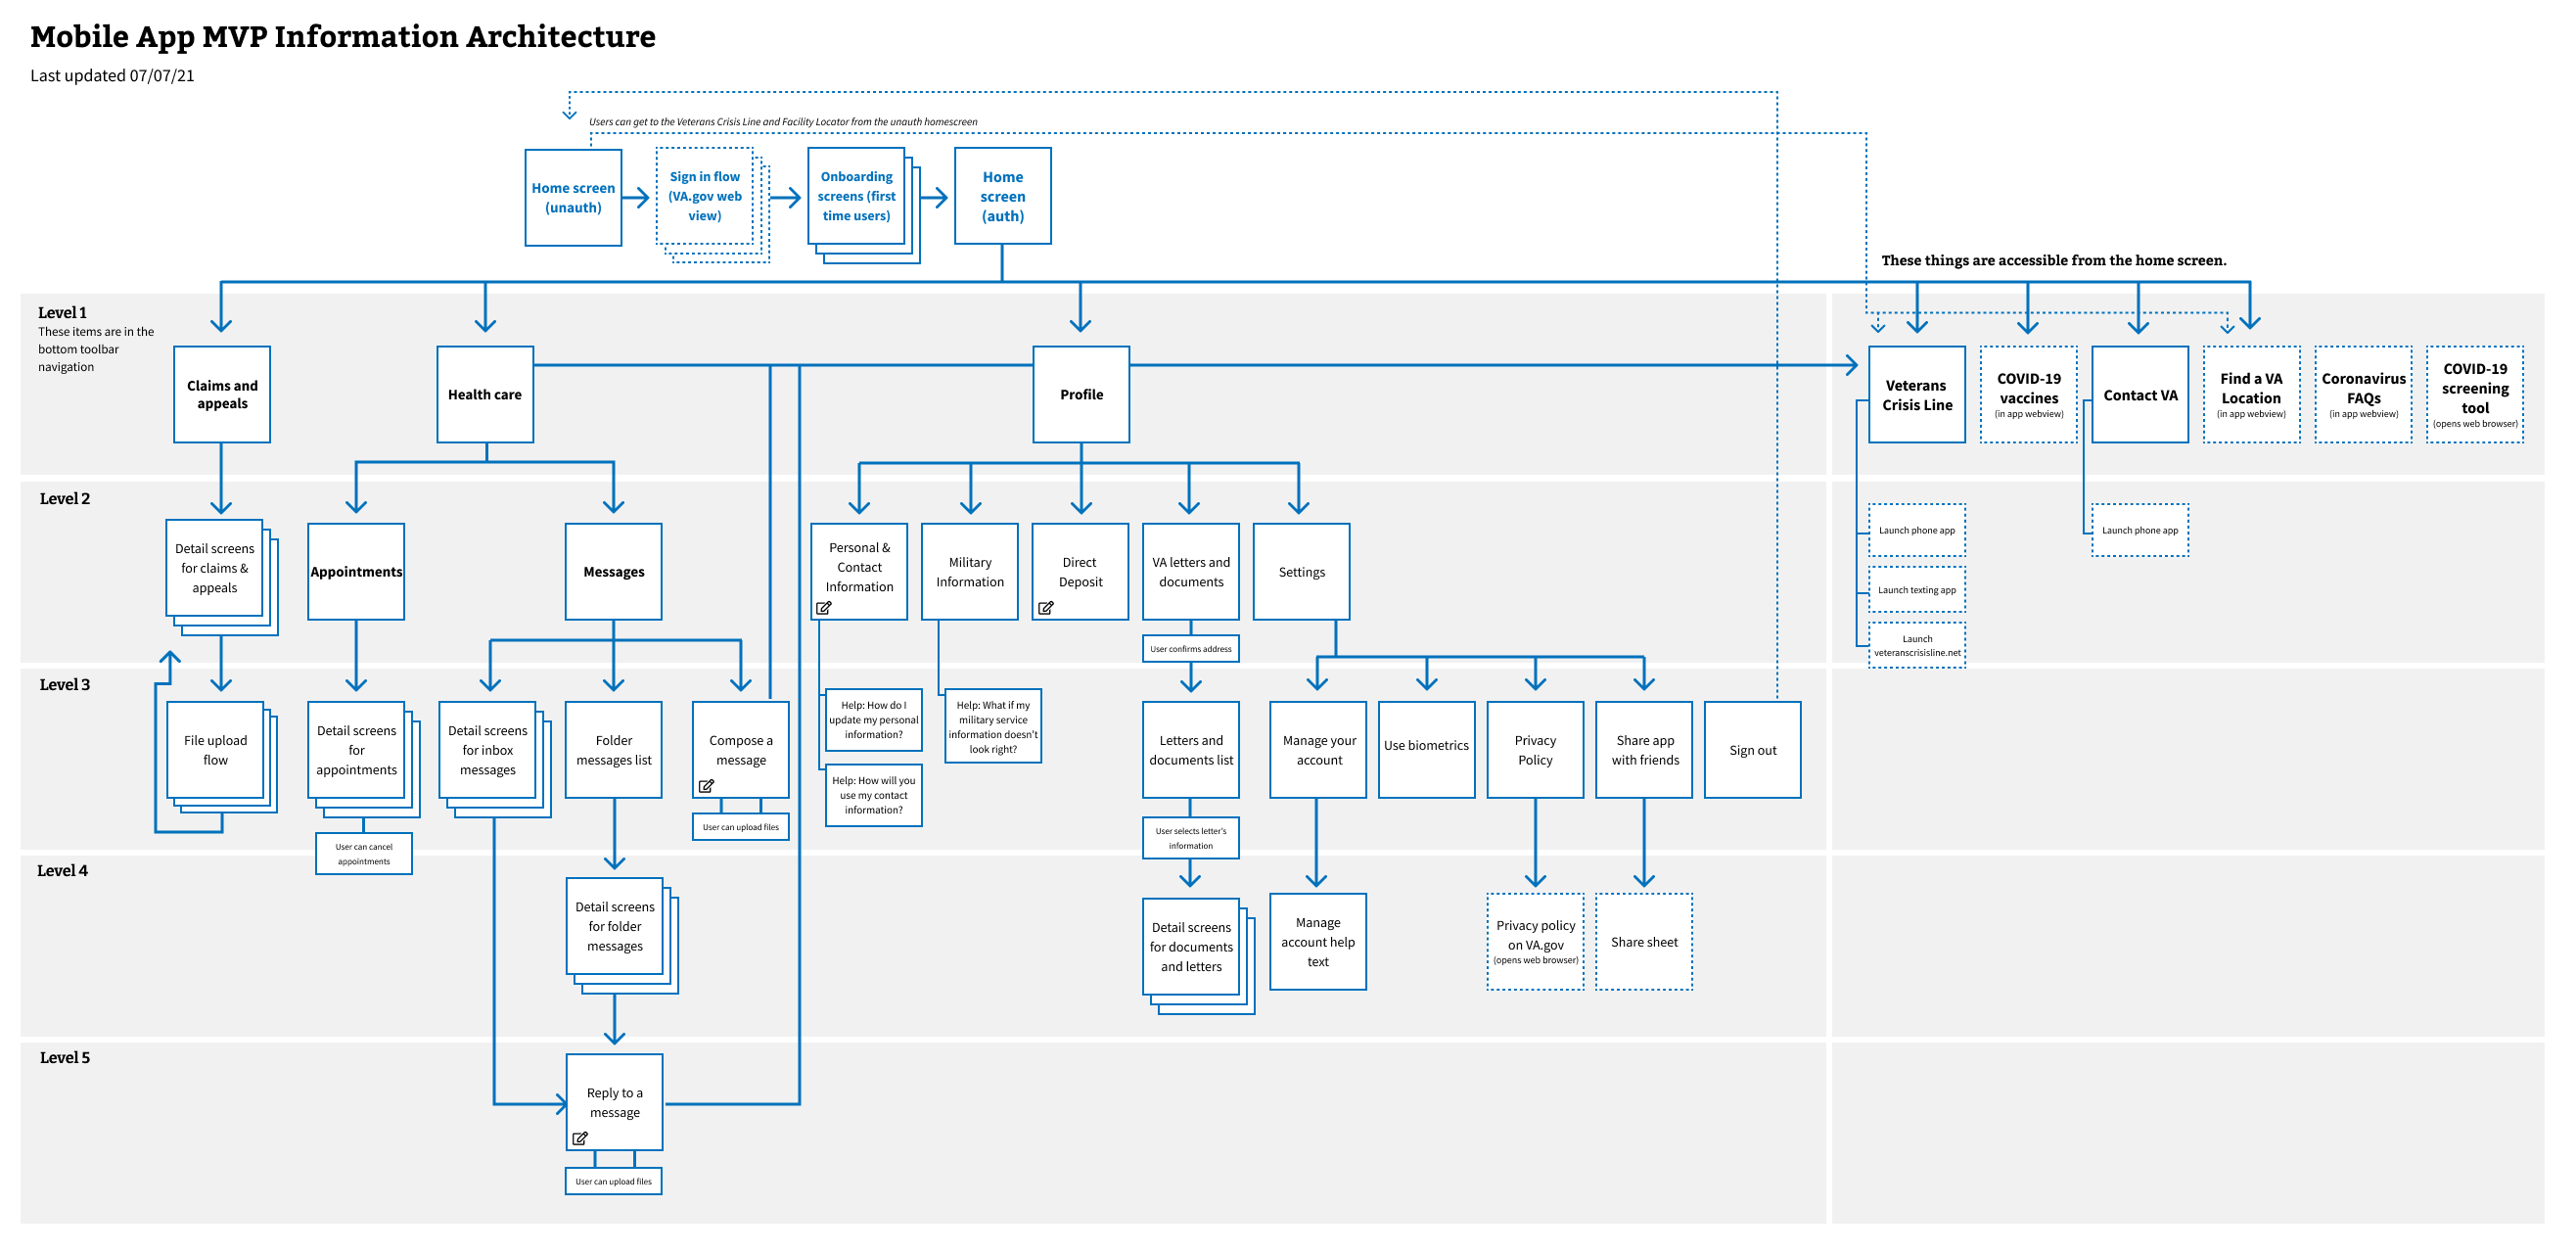 Mobile App MVP Information Architecture
Last updated 07/07/21
Users can get to the Veterans Crisis Line and Facility Locator from the unauth homescreen
Home screen
(unauth)
Sign in flow
(VA.gov web
view)
Onboarding
screens (first
time users)
Home
screen
(auth)
These things are accessible from the home screen.
Level 1
These items are in the
bottom toolbar
navigation
Claims and
appeals
Health care
Profile
Veterans
Crisis Line
COVID-19
vaccines
(in app webview)
Contact VA
Find a VA
Location
(in app webview)
Coronavirus
FAQs
(in app webview)
COVID-19
screening
tool
(opens web browser)
Level 2
Detail screens
for claims &
appeals
Appointments
Messages
Personal &
Contact
Information
Military
Information
Direct
Deposit
VA letters and
documents
Settings
User confirms address
Launch phone app
Launch texting app
Launch
veteranscrisisline.net
Launch phone app
Level 3
File upload
flow
Detail screens
for
appointments
User can cancel
appointments
Detail screens
for inbox
messages
Folder
messages list
Compose a
message
User can upload files
Help: How do I
update my personal
information?
Help: How will you
use my contact
information?
Help: What if my
military service
information doesn't
look right?
Letters and
documents list
User selects letter's
information
Manage your
account
Use biometrics
Privacy
Policy
Share app
with friends
Sign out
Level 4
Detail screens
for folder
messages
Detail screens
for documents
and letters
Manage
account help
text
Privacy policy
on VA.gov
(opens web browser)
Share sheet
Level 5
Reply to a
message
User can upload files